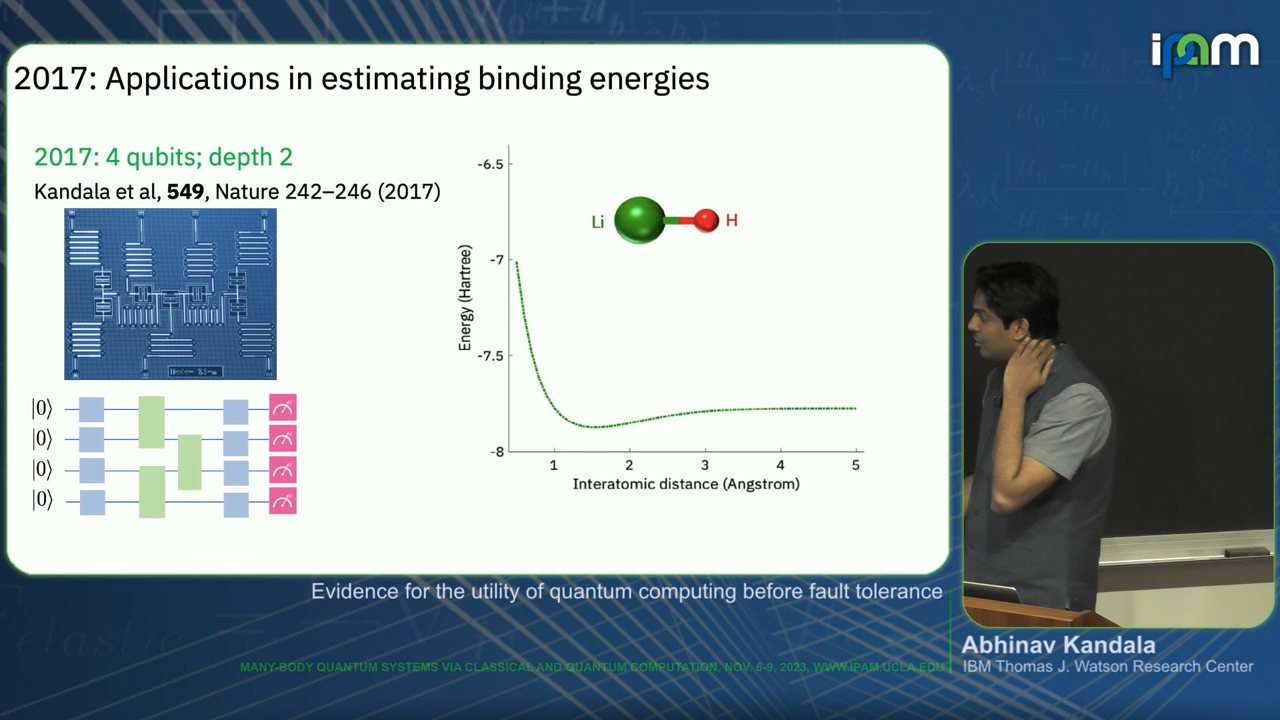 ipam
2017: Applications in estimating binding energies
2017: 4 qubits; depth 2
Kandala et al, 549, Nature 242–246 (2017)
|0⟩
|0⟩
|0⟩
|0⟩
Li
H
Energy (Hartree)
-6.5
-7
-7.5
-8
1 2 3 4 5
Interatomic distance (Angstrom)
Evidence for the utility of quantum computing before fault tolerance
Abhinav Kandala
IBM Thomas J. Watson Research Center
MANY-BODY QUANTUM SYSTEMS VIA CLASSICAL AND QUANTUM COMPUTATION, NOV. 6-9, 2023, WWW.IPAM.UCLA.EDU